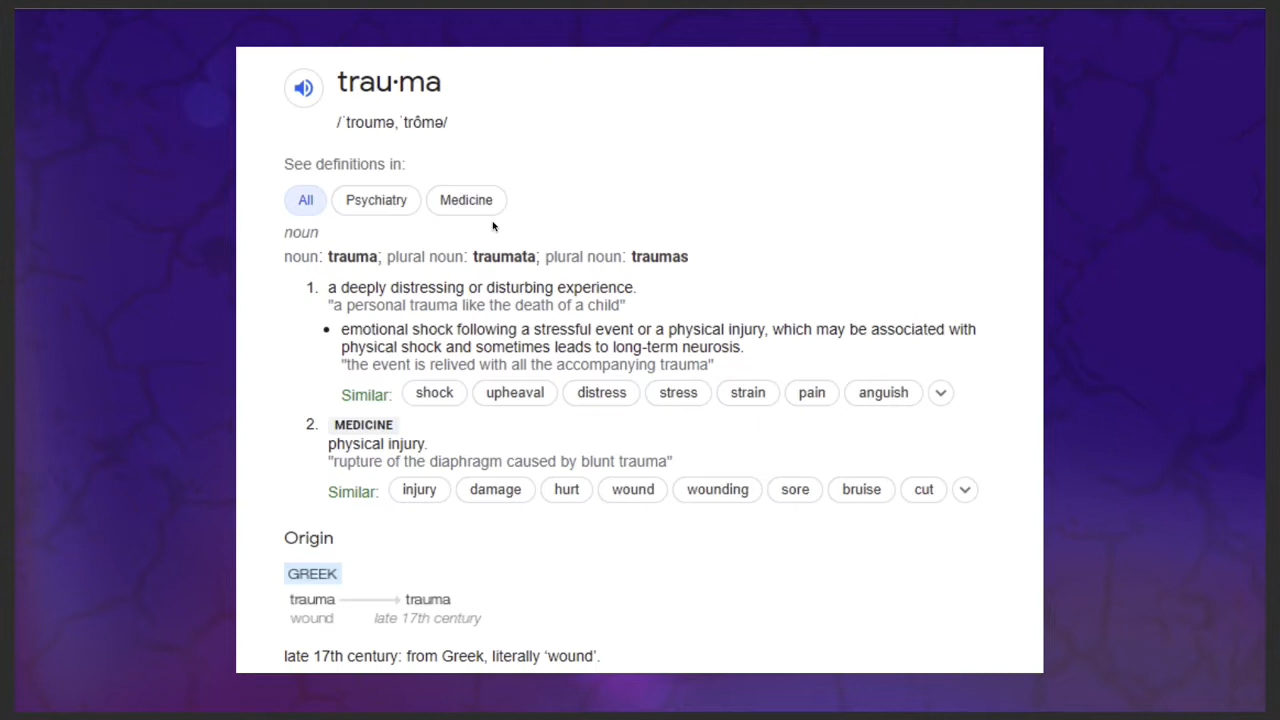 trau·ma
/ˈtroumə,ˈtrômə/
See definitions in:
All Psychiatry Medicine
noun
noun: trauma; plural noun: traumata; plural noun: traumas
1. a deeply distressing or disturbing experience.
"a personal trauma like the death of a child"
• emotional shock following a stressful event or a physical injury, which may be associated with
physical shock and sometimes leads to long-term neurosis.
"the event is relived with all the accompanying trauma"
Similar: shock upheaval distress stress strain pain anguish
2. MEDICINE
physical injury.
"rupture of the diaphragm caused by blunt trauma"
Similar: injury damage hurt wound wounding sore bruise cut
Origin
GREEK
trauma trauma
wound late 17th century
late 17th century: from Greek, literally ‘wound’.